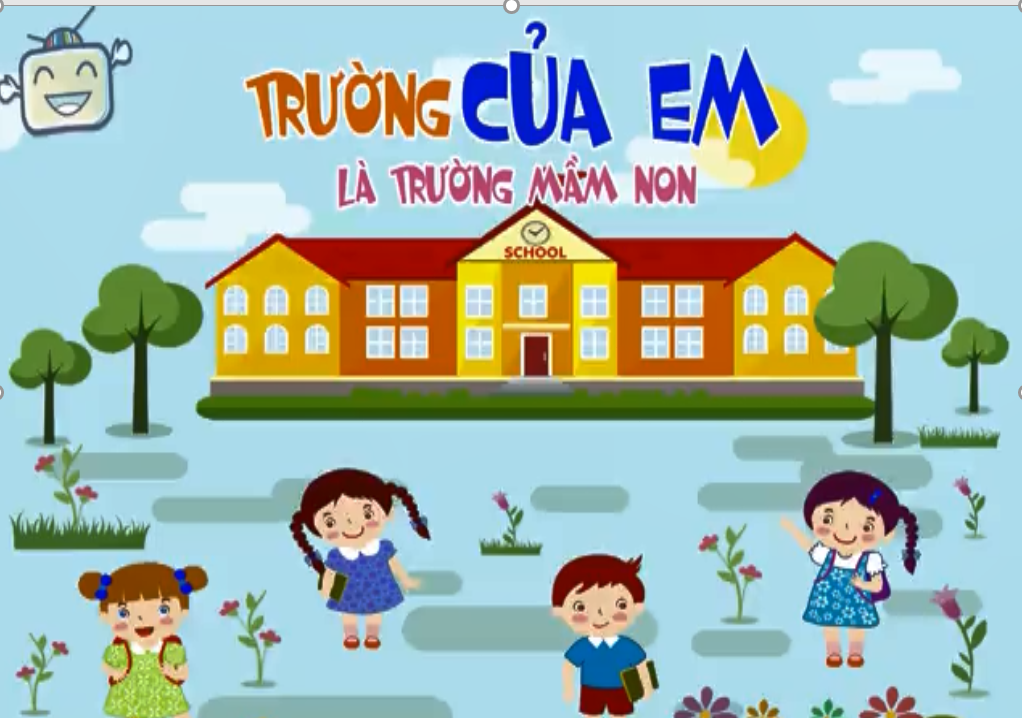 TRƯỜNG CỦA EM
LÀ TRƯỜNG MẦM NON
SCHOOL